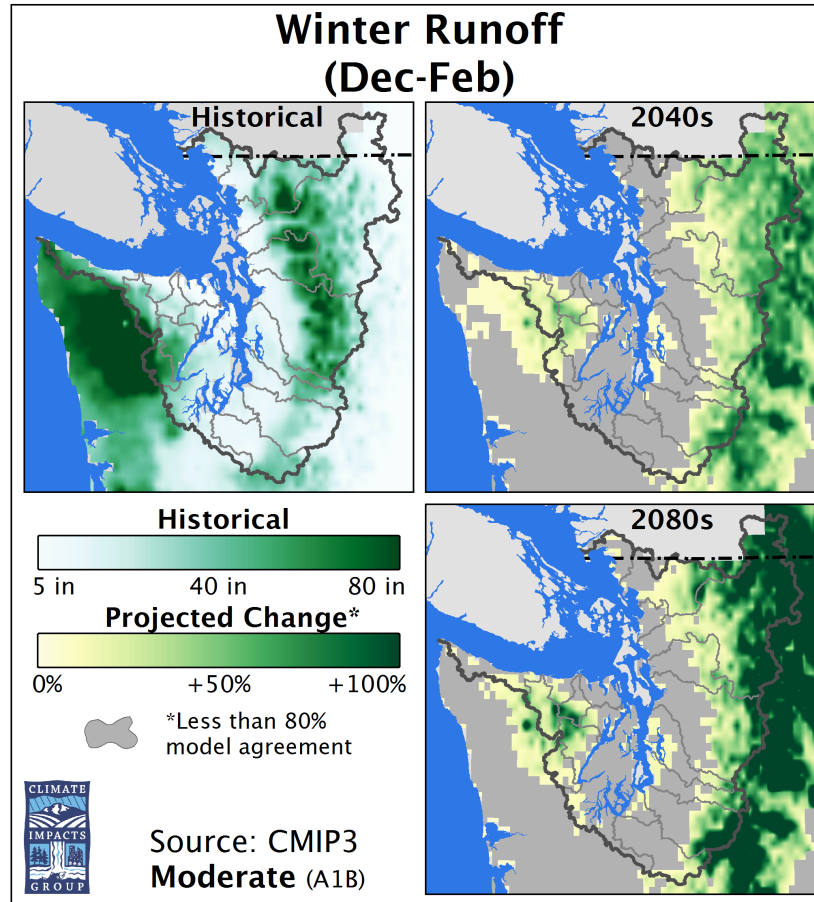 Winter Runoff
(Dec-Feb)
Historical
2040s
Historical
5 in 40 in 80 in
Projected Change*
0% +50% +100%
*Less than 80%
model agreement
2080s
CLIMATE
IMPACTS
GROUP
Source: CMIP3
Moderate (A1B)